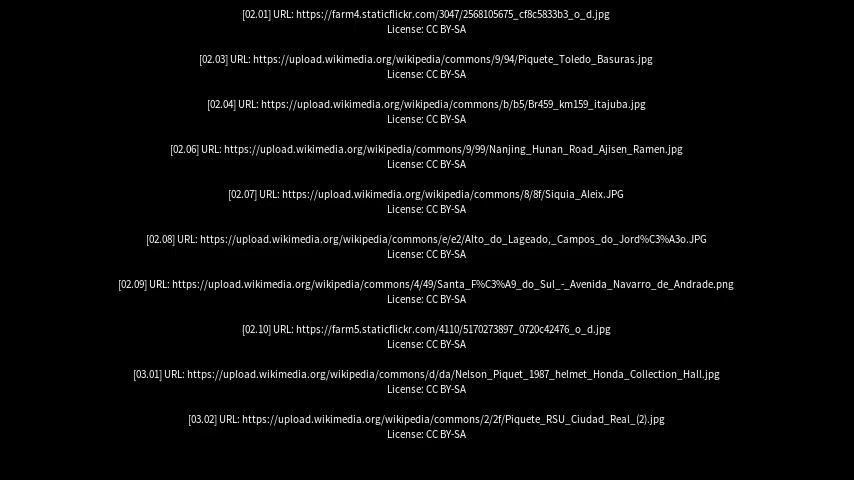 [02.01] URL: https://farm4.staticflickr.com/3047/2568105675_cf8c5833b3_o_d.jpg
License: CC BY-SA
[02.03] URL: https://upload.wikimedia.org/wikipedia/commons/9/94/Piquete_Toledo_Basuras.jpg
License: CC BY-SA
[02.04] URL: https://upload.wikimedia.org/wikipedia/commons/b/b5/Br459_km159_itajuba.jpg
License: CC BY-SA
[02.06] URL: https://upload.wikimedia.org/wikipedia/commons/9/99/Nanjing_Hunan_Road_Ajisen_Ramen.jpg
License: CC BY-SA
[02.07] URL: https://upload.wikimedia.org/wikipedia/commons/8/8f/Siquia_Aleix.JPG
License: CC BY-SA
[02.08] URL: https://upload.wikimedia.org/wikipedia/commons/e/e2/Alto_do_Lageado,_Campos_do_Jord%C3%A3o.JPG
License: CC BY-SA
[02.09] URL: https://upload.wikimedia.org/wikipedia/commons/4/49/Santa_F%C3%A9_do_Sul_-_Avenida_Navarro_de_Andrade.png
License: CC BY-SA
[02.10] URL: https://farm5.staticflickr.com/4110/5170273897_0720c42476_o_d.jpg
License: CC BY-SA
[03.01] URL: https://upload.wikimedia.org/wikipedia/commons/d/da/Nelson_Piquet_1987_helmet_Honda_Collection_Hall.jpg
License: CC BY-SA
[03.02] URL: https://upload.wikimedia.org/wikipedia/commons/2/2f/Piquete_RSU_Ciudad_Real_(2).jpg
License: CC BY-SA